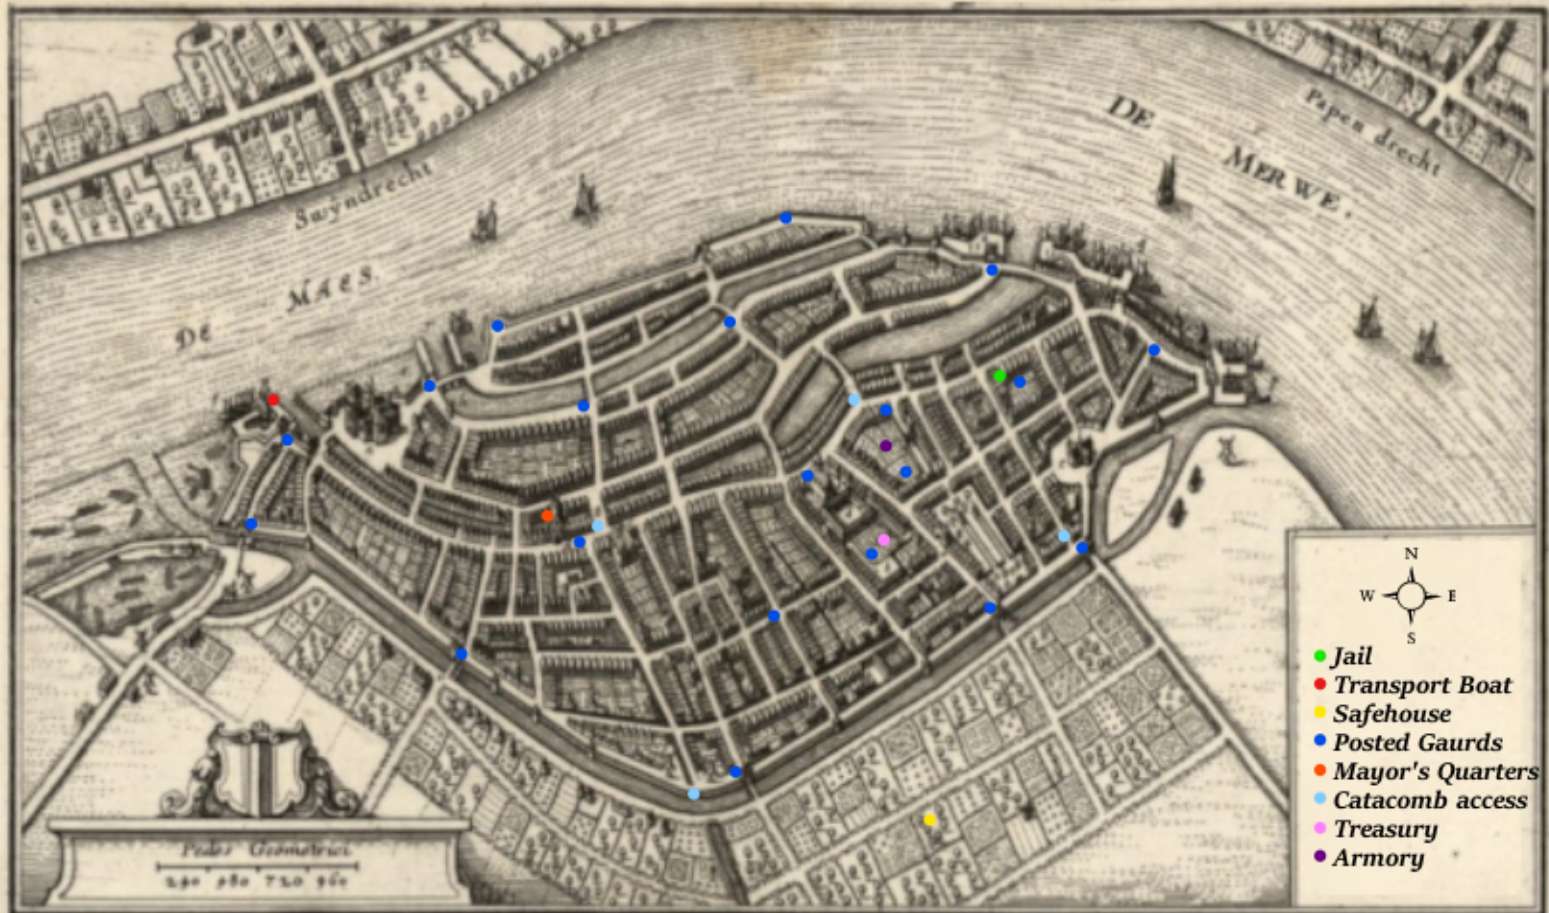 DE
MERWE.
Papen drecht
Swÿndrecht
DE MAES.
N
W E
S
Jail
Transport Boat
Safehouse
Posted Gaurds
Mayor's Quarters
Catacomb access
Treasury
Armory
Pedes Geometrici
240 480 720 960